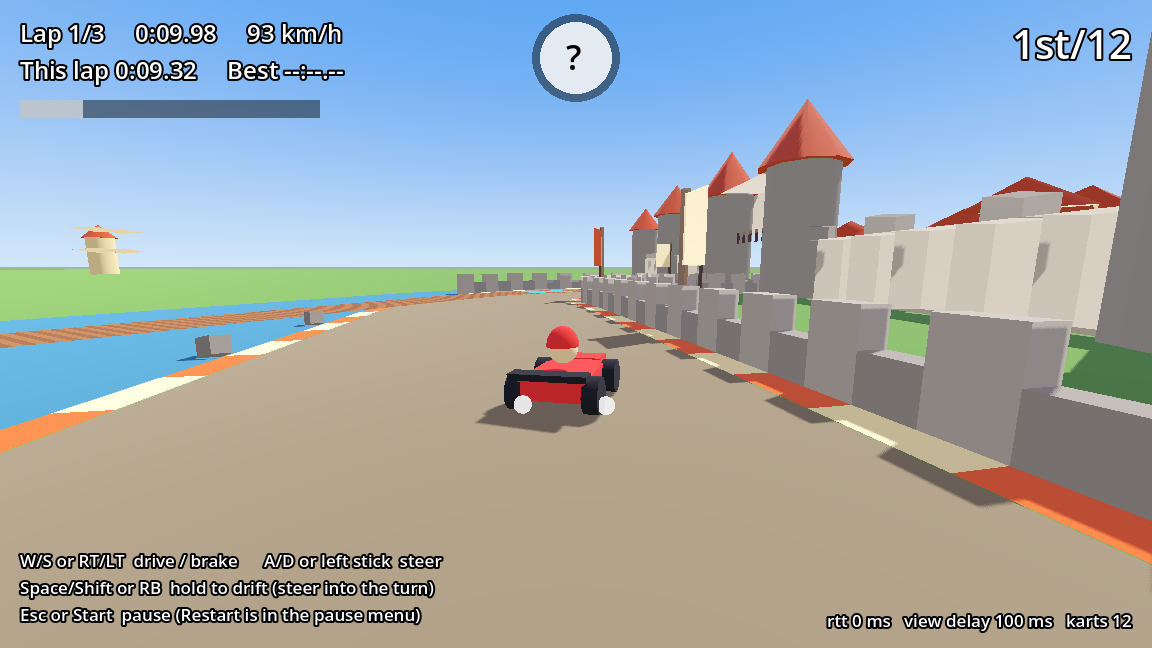 Lap 1/3 0:09.98 93 km/h
This lap 0:09.32 Best --:--.--
?
1st/12
W/S or RT/LT drive / brake A/D or left stick steer
Space/Shift or RB hold to drift (steer into the turn)
Esc or Start pause (Restart is in the pause menu)
rtt 0 ms view delay 100 ms karts 12